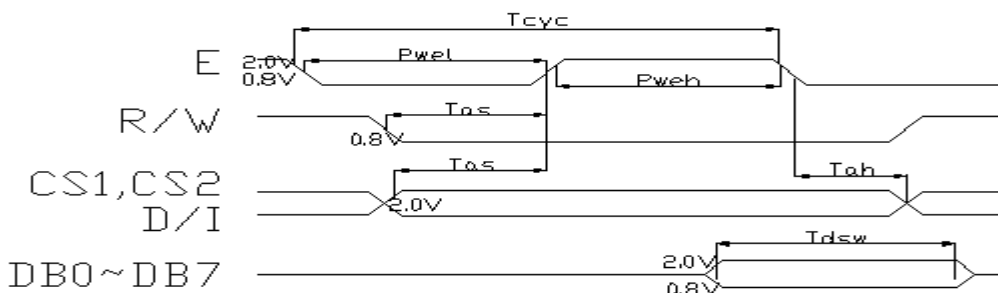 Tcyc
E
2.0V
0.8V
Pwel
Pweh
R/W
Tas
0.8V
CS1,CS2
D/I
Tas
2.0V
Tah
Tdsw
DB0~DB7
2.0V
0.8V